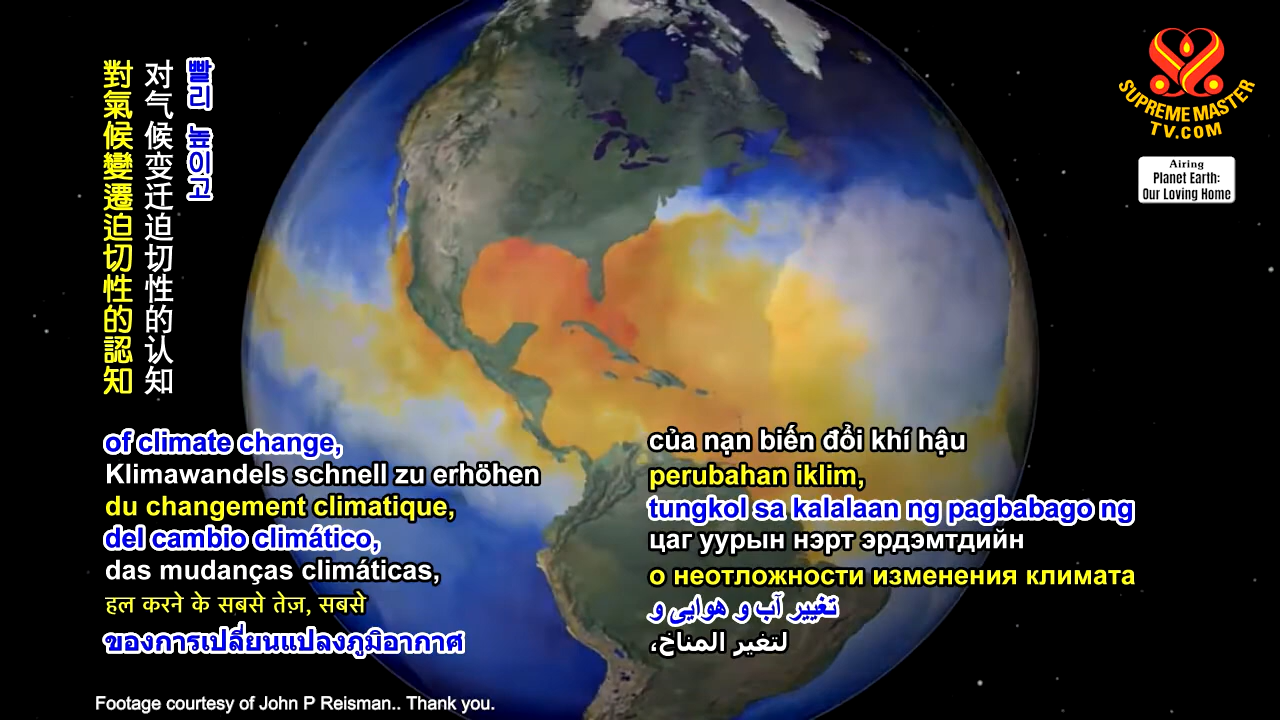 對氣候變遷迫切性的認知
对气候变迁迫切性的认知
빨리 높이고
SUPREME MASTER
TV.COM
Airing
Planet Earth:
Our Loving Home
of climate change,
Klimawandels schnell zu erhöhen
du changement climatique,
del cambio climático,
das mudanças climáticas,
हल करने के सबसे तेज़, सबसे
ของการเปลี่ยนแปลงภูมิอากาศ
của nạn biến đổi khí hậu
perubahan iklim,
tungkol sa kalalaan ng pagbabago ng
цаг уурын нэрт эрдэмтдийн
о неотложности изменения климата
تغییر آب و هوایی و
لتغير المناخ،
Footage courtesy of John P Reisman.. Thank you.